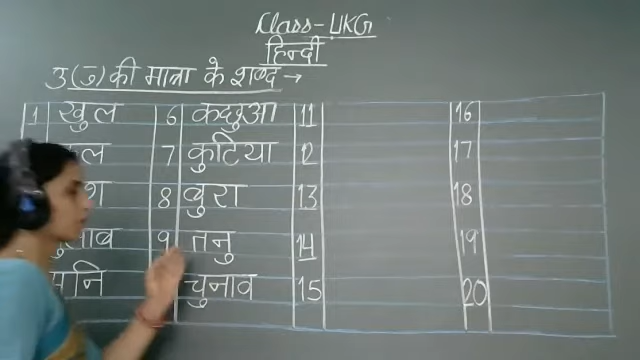 Class-UKG
हिन्दी
उ(ु) की मात्रा के शब्द →
1 खुल 6 कछुआ 11 16
7 कुटिया 12 17
8 बुरा 13 18
9 तनु 14 19
चुनाव 15 20